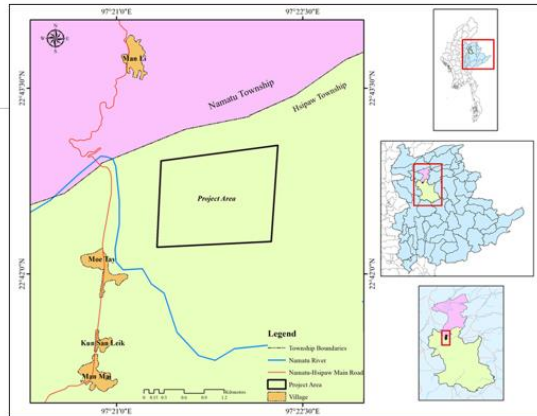 97°21'0"E
97°22'30"E
22°43'30"N
22°43'30"N
Man Li
Namatu Township
Hsipaw Township
Project Area
Moe Tay
22°42'0"N
22°42'0"N
Kun San Leik
Man Mai
Legend
Township Boundaries
Namatu River
Namatu-Hsipaw Main Road
Project Area
Village
Kilometers
97°21'0"E
97°22'30"E